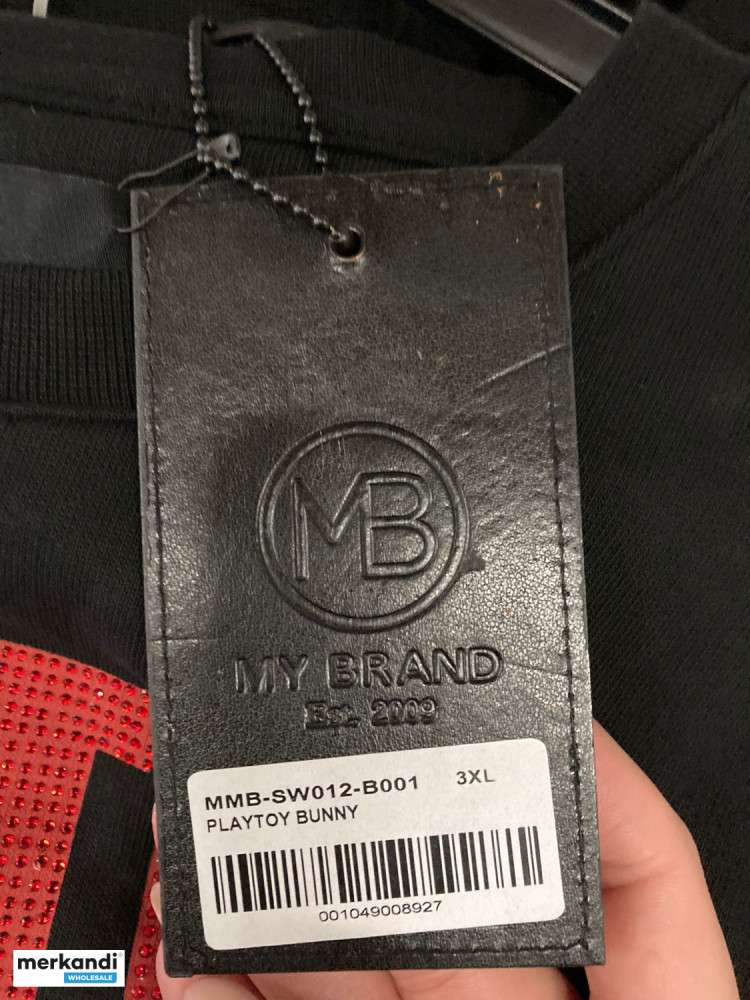 MB
MY BRAND
Est. 2009
MMB-SW012-B001 3XL
PLAYTOY BUNNY
001049008927
merkandi
WHOLESALE